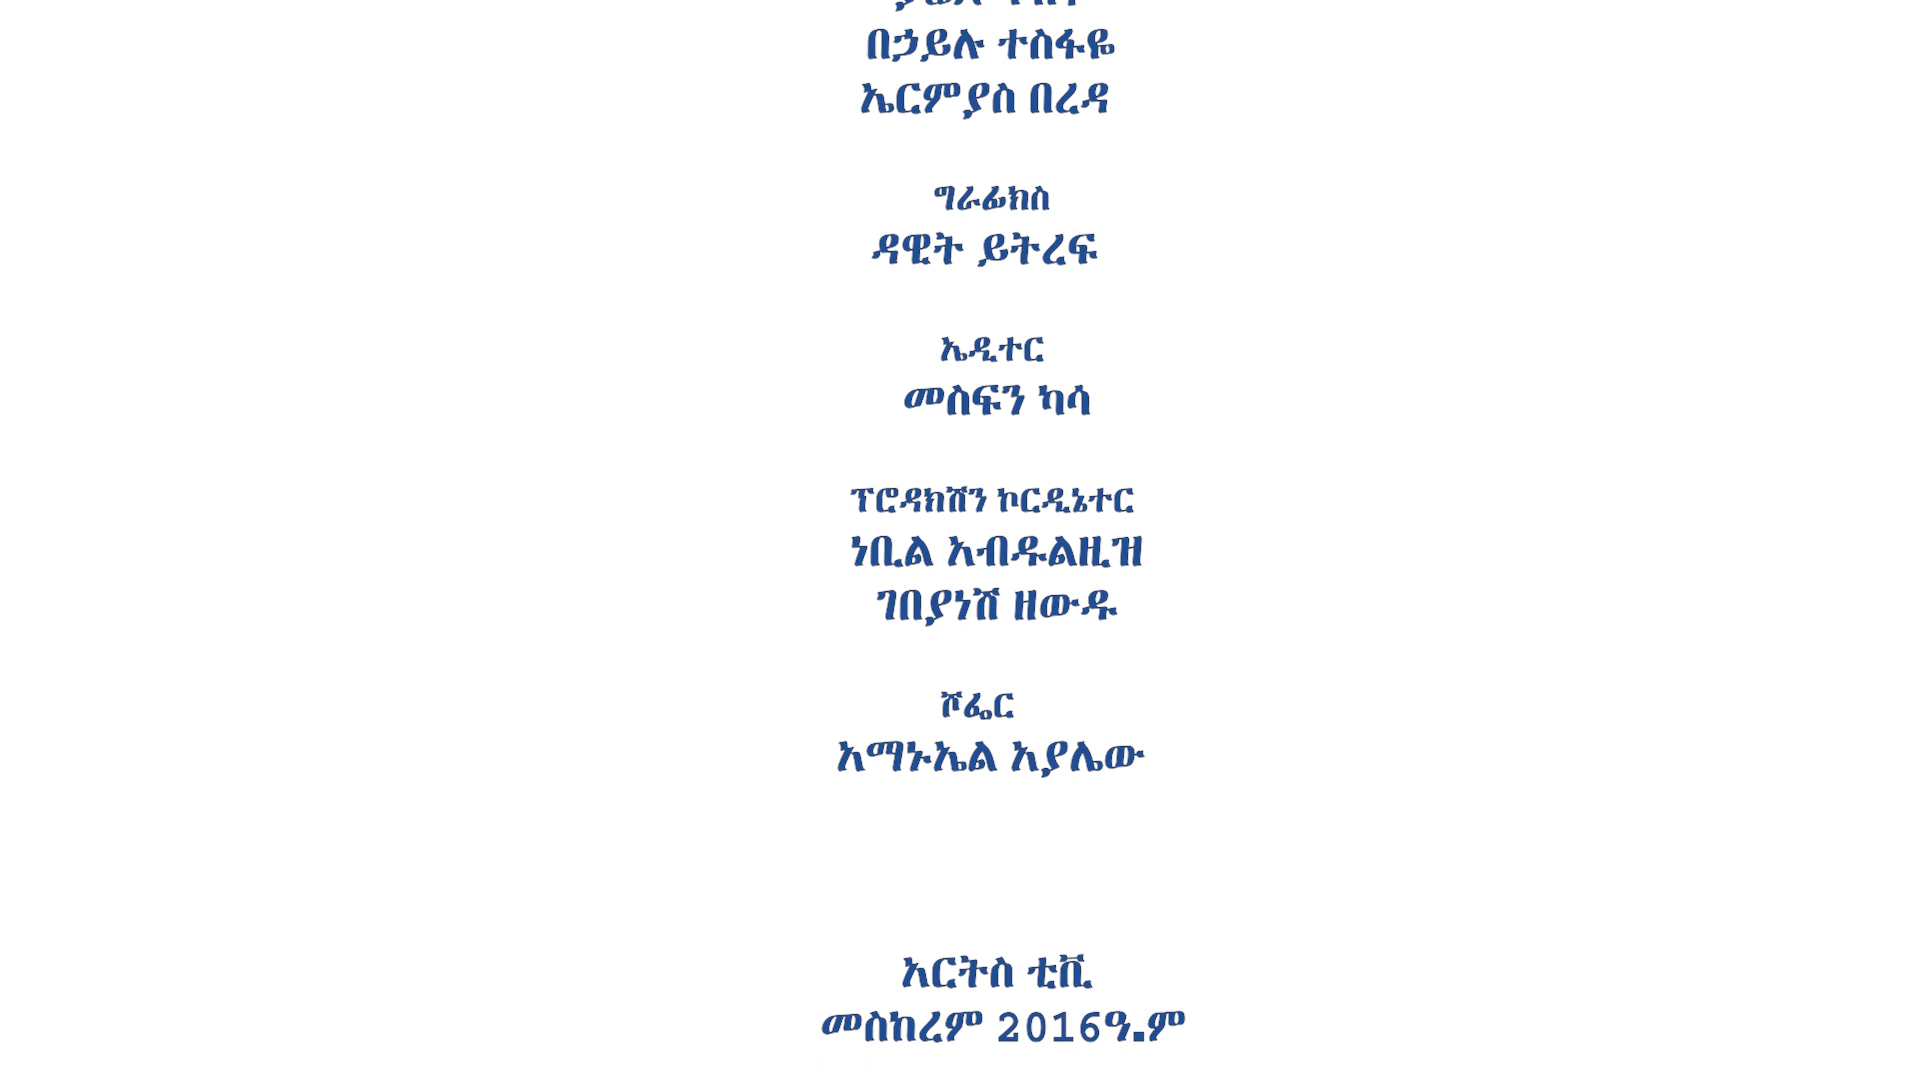 በኃይሉ ተስፋዬ
ኤርምያስ በረዳ
ግራፊክስ
ዳዊት ይትረፍ
ኤዲተር
መስፍን ካሳ
ፕሮዳክሽን ኮርዲኔተር
ነቢል አብዱልዚዝ
ገበያነሽ ዘውዱ
ሾፌር
አማኑኤል አያሌው
አርትስ ቲቪ
መስከረም 2016ዓ.ም